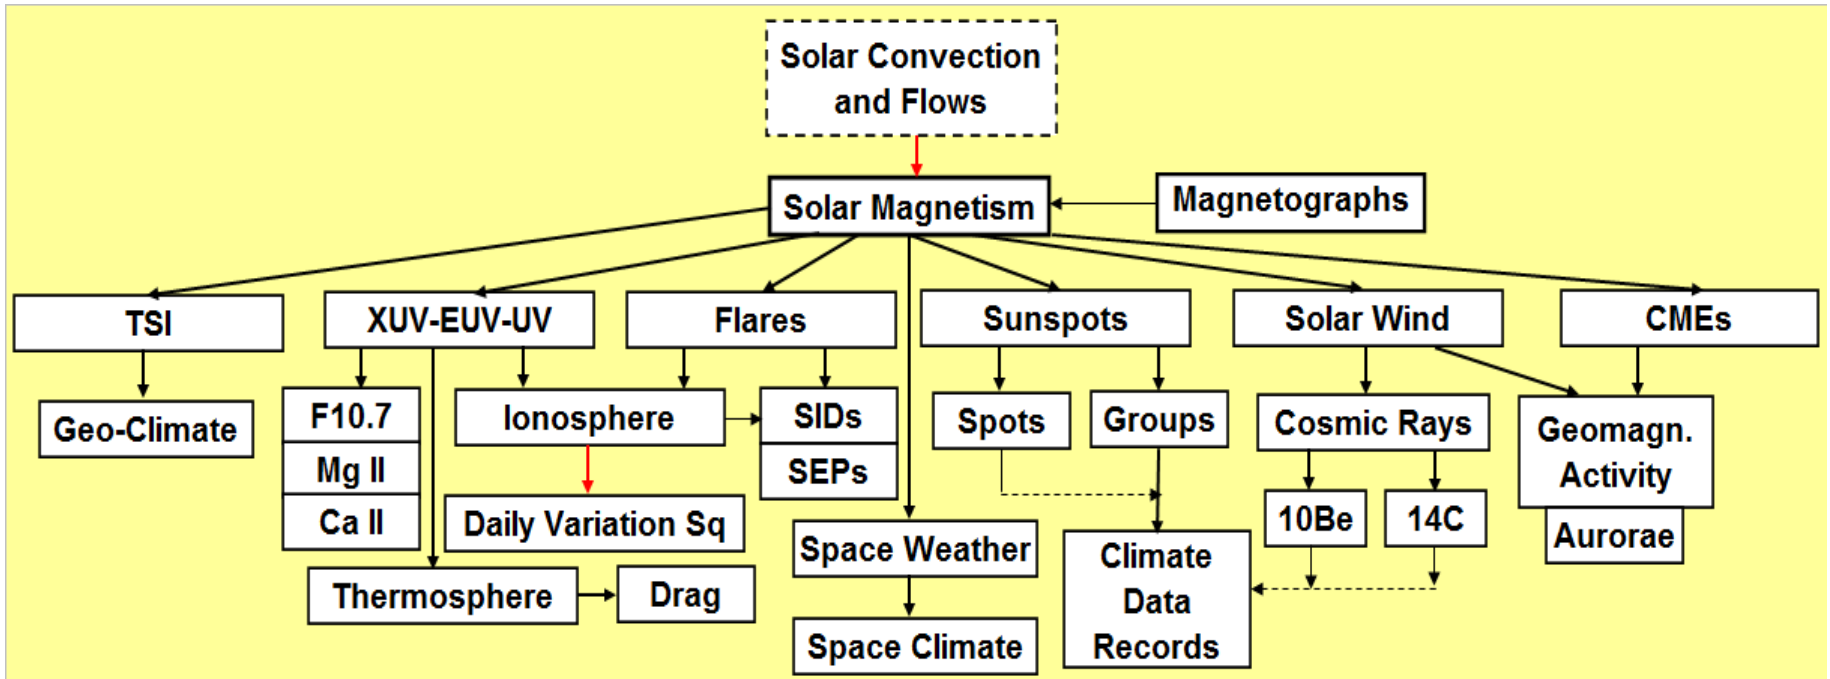 Solar Convection
and Flows
Solar Magnetism
Magnetographs
TSI
XUV-EUV-UV
Flares
Sunspots
Solar Wind
CMEs
Geo-Climate
F10.7
Mg II
Ca II
Ionosphere
SIDs
SEPs
Spots
Groups
Cosmic Rays
Geomagn.
Activity
Daily Variation Sq
10Be
14C
Aurorae
Space Weather
Climate
Data
Records
Thermosphere
Drag
Space Climate